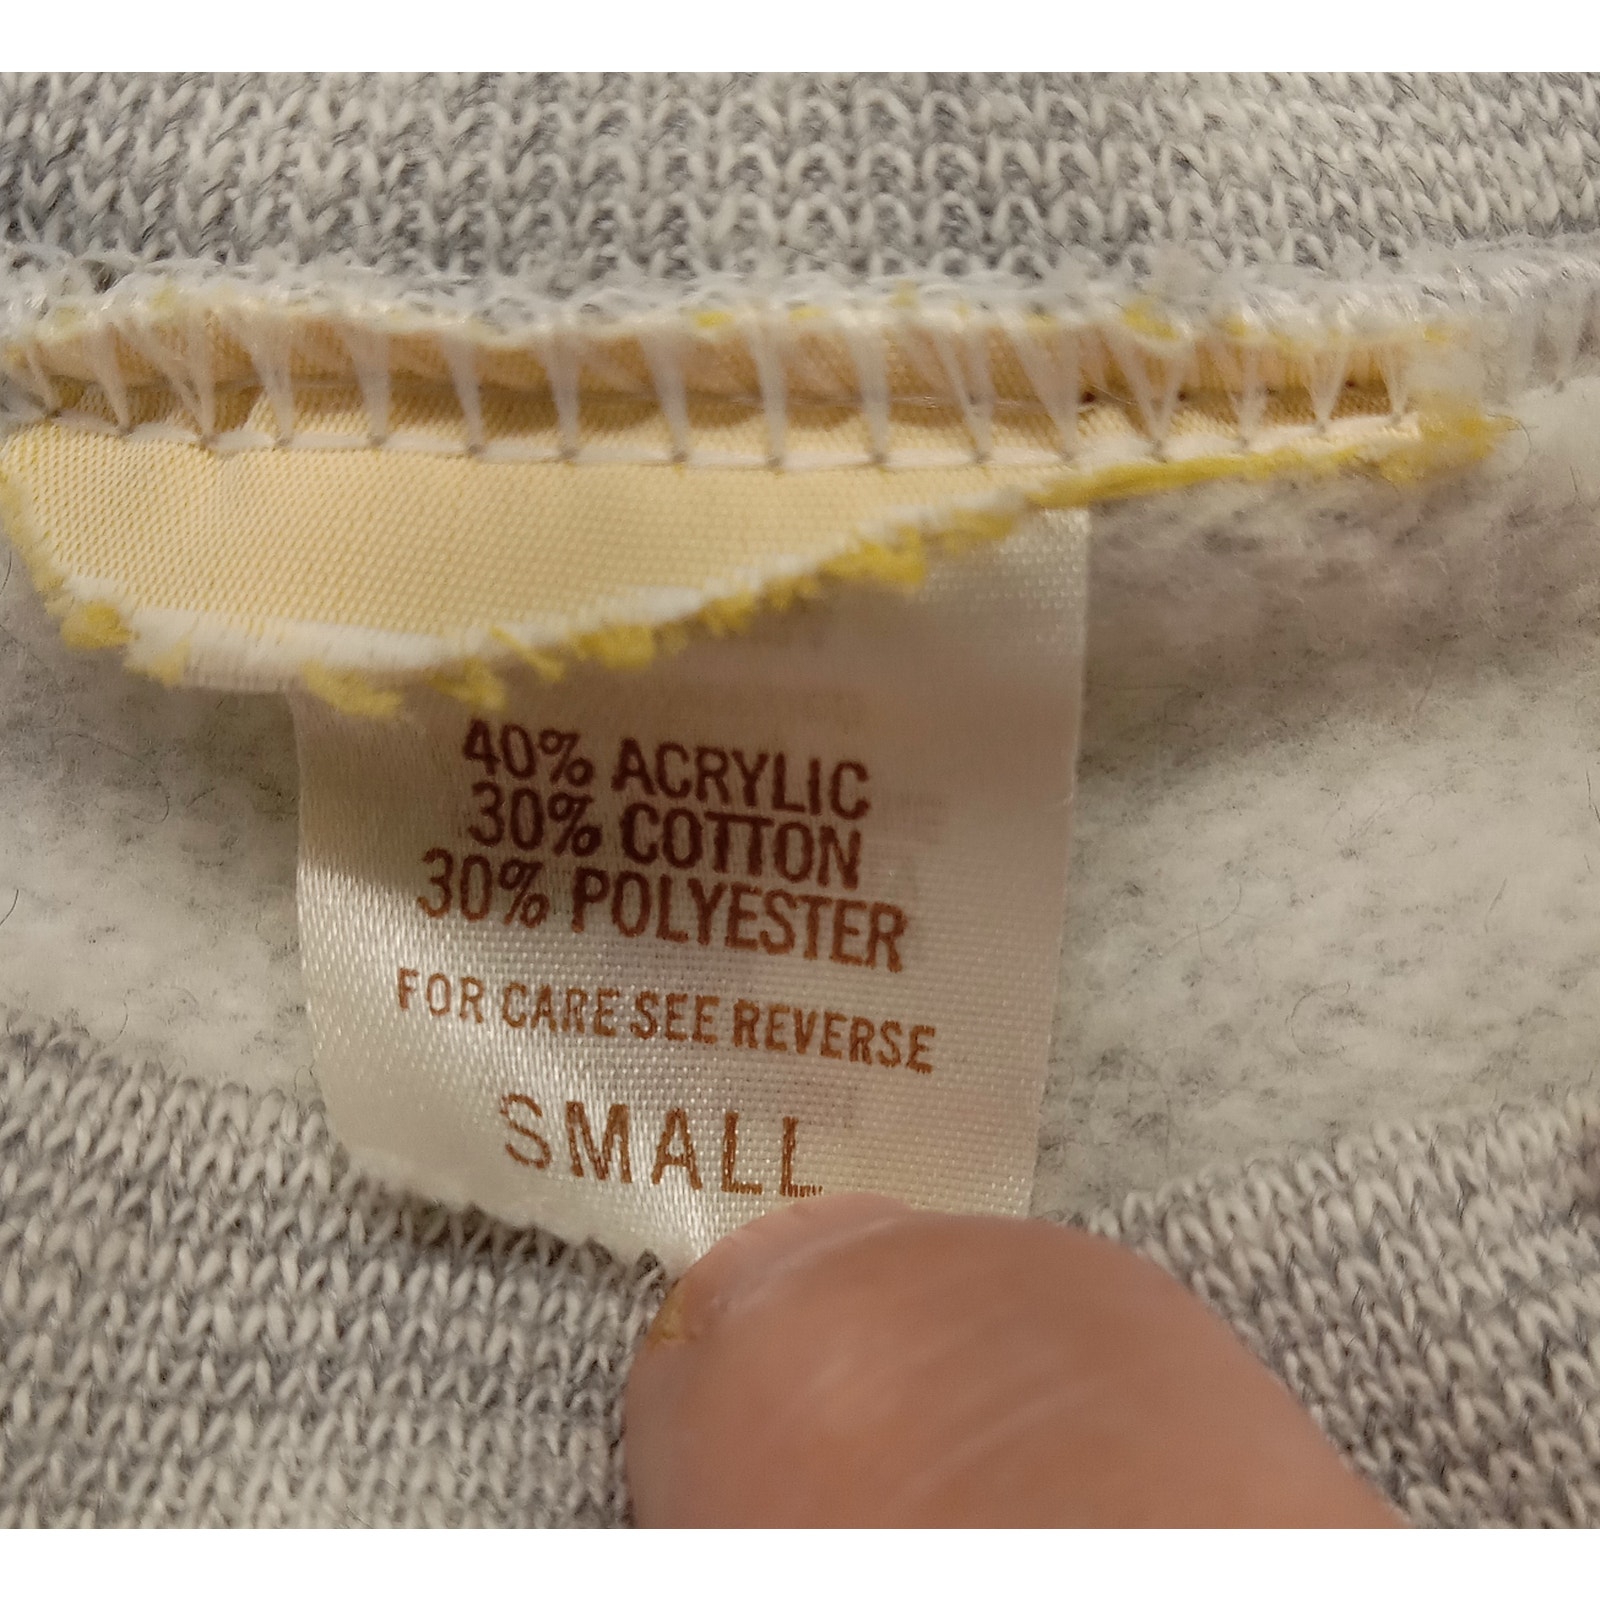 40% ACRYLIC
30% COTTON
30% POLYESTER
FOR CARE SEE REVERSE
SMALL